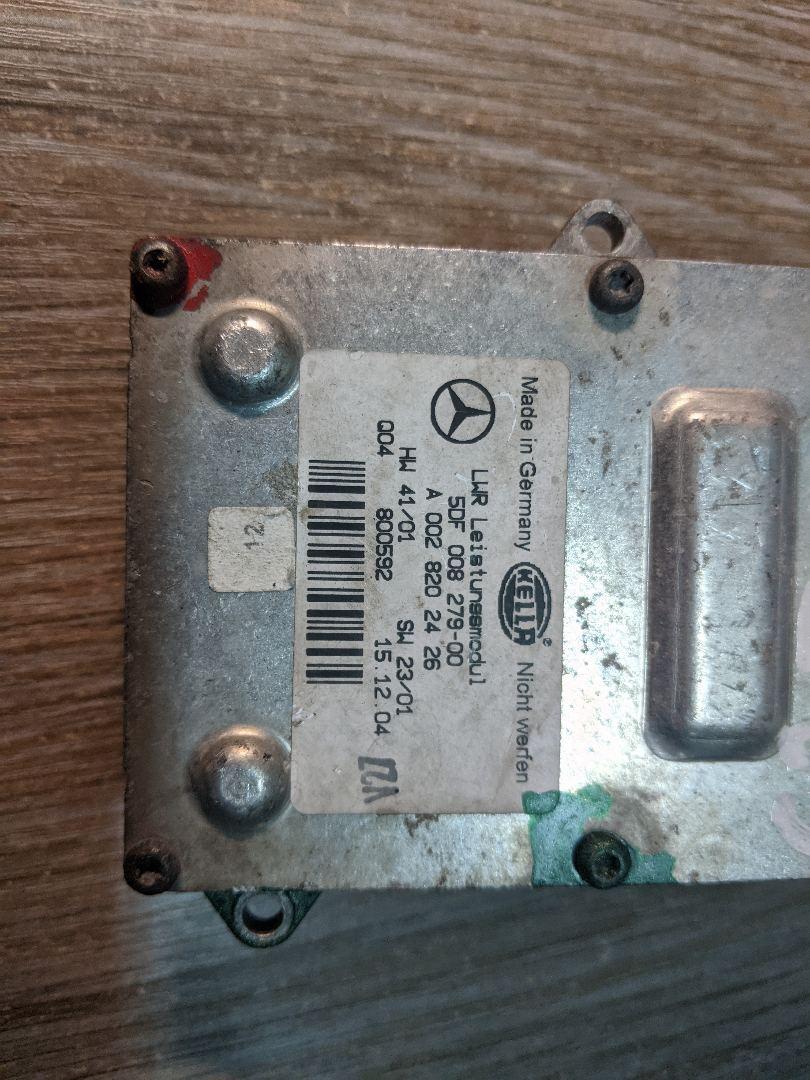 Made in Germany HELLA® Nicht werfen
LWR Leistungsmodul
5DF 008 279-00
A 002 820 24 26
HW 41/01 SW 23/01
Q04 800592 15.12.04
12